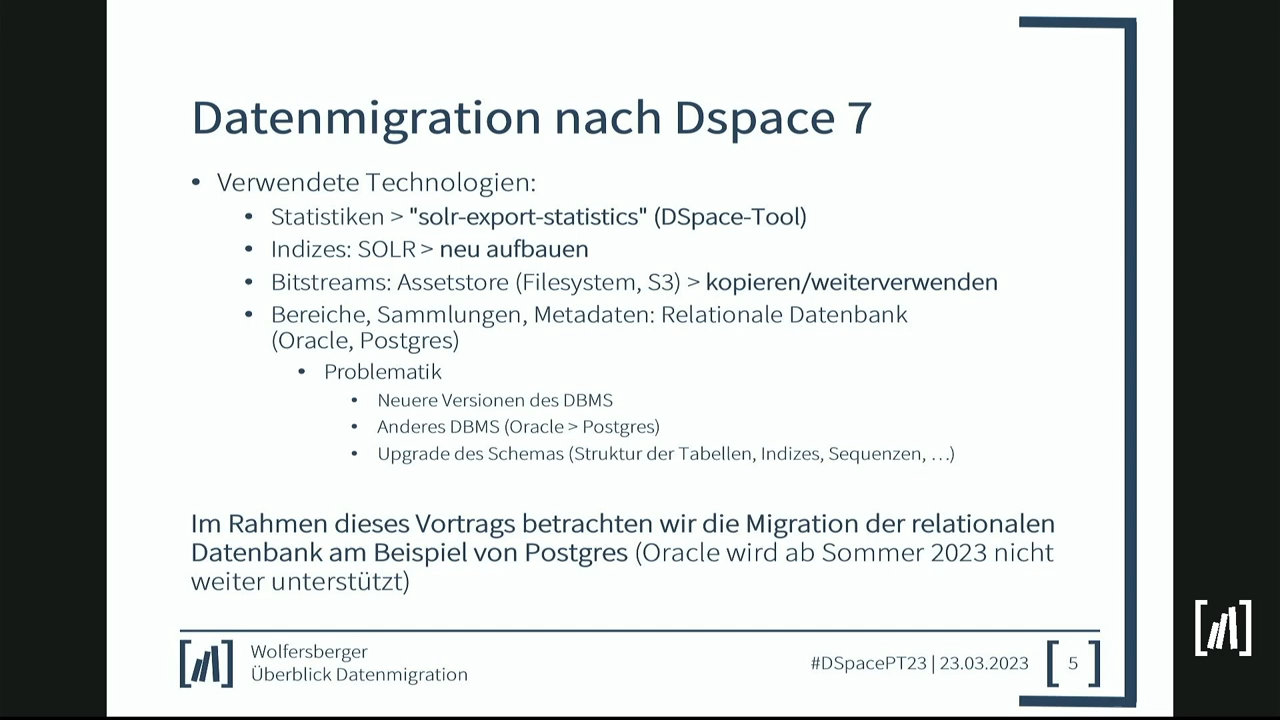 Datenmigration nach Dspace 7
• Verwendete Technologien:
• Statistiken > "solr-export-statistics" (DSpace-Tool)
• Indizes: SOLR > neu aufbauen
• Bitstreams: Assetstore (Filesystem, S3) > kopieren/weiterverwenden
• Bereiche, Sammlungen, Metadaten: Relationale Datenbank
(Oracle, Postgres)
• Problematik
• Neuere Versionen des DBMS
• Anderes DBMS (Oracle > Postgres)
• Upgrade des Schemas (Struktur der Tabellen, Indizes, Sequenzen, …)
Im Rahmen dieses Vortrags betrachten wir die Migration der relationalen
Datenbank am Beispiel von Postgres (Oracle wird ab Sommer 2023 nicht
weiter unterstützt)
Wolfersberger
Überblick Datenmigration
#DSpacePT23 | 23.03.2023
5